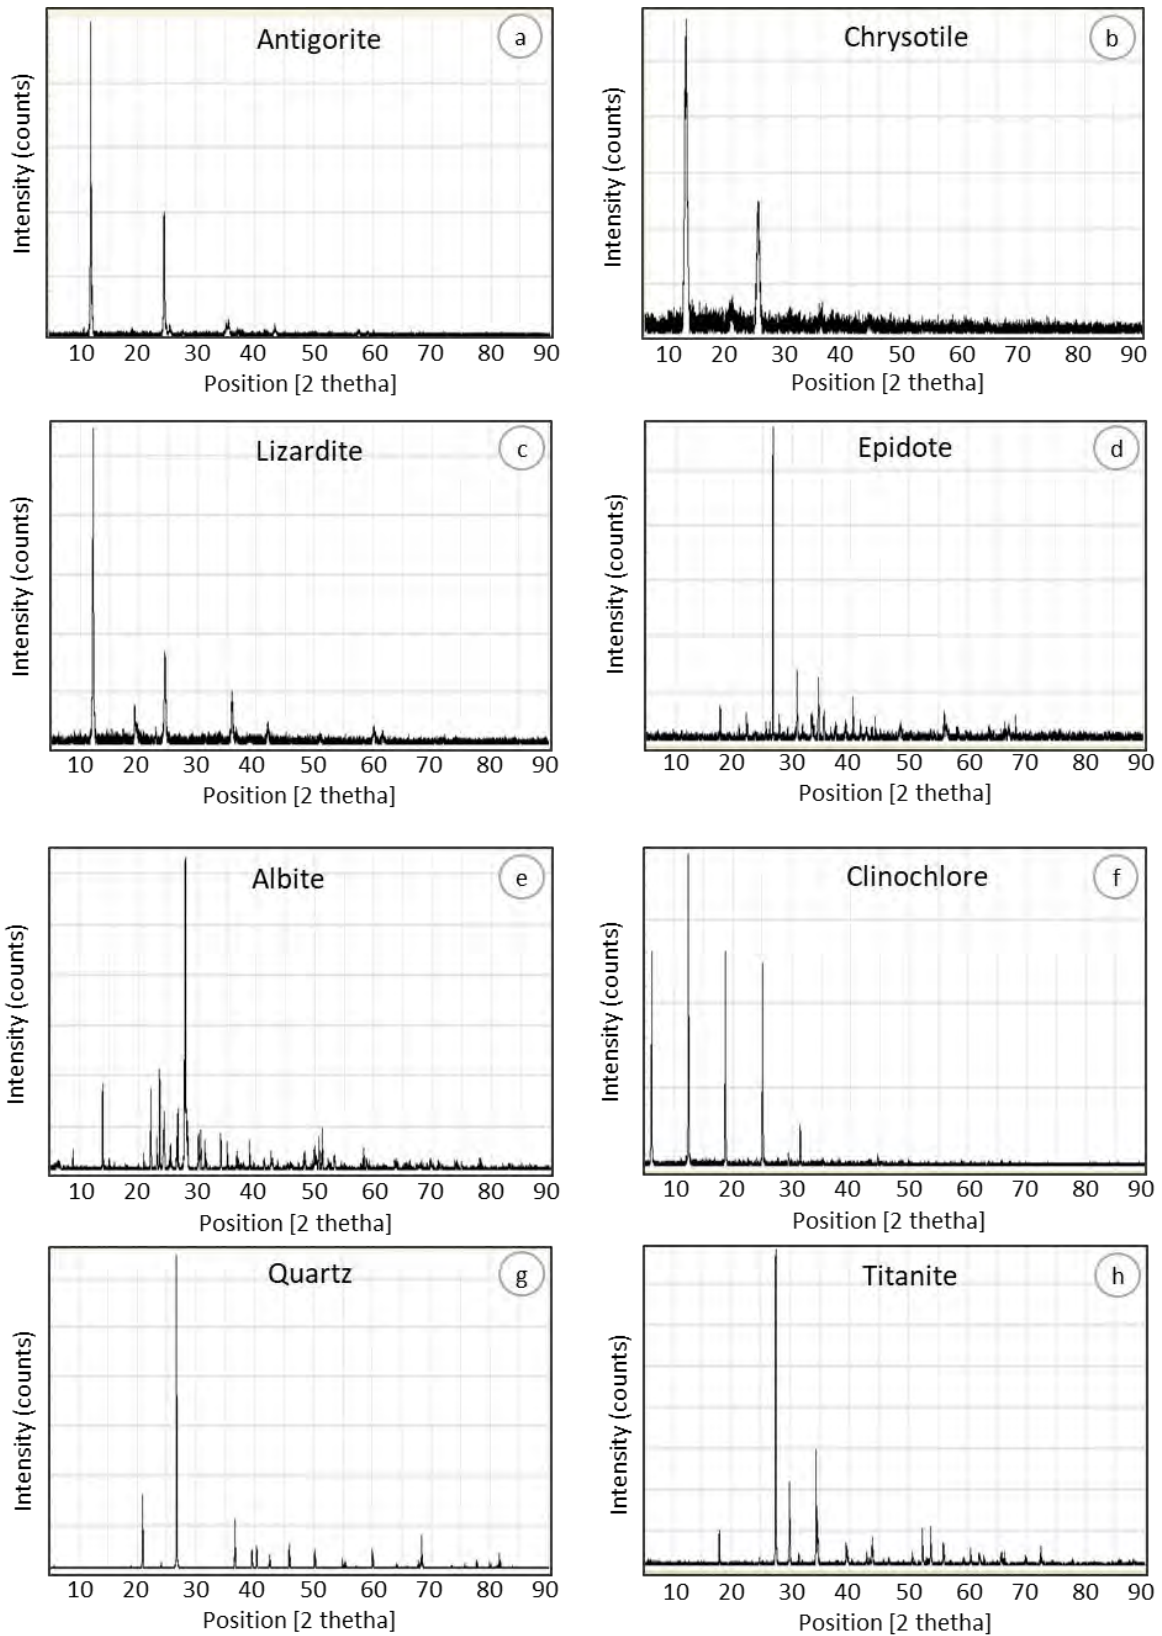 Antigorite
a
Intensity (counts)
10 20 30 40 50 60 70 80 90
Position [2 thetha]
Chrysotile
b
Intensity (counts)
10 20 30 40 50 60 70 80 90
Position [2 thetha]
Lizardite
c
Intensity (counts)
10 20 30 40 50 60 70 80 90
Position [2 thetha]
Epidote
d
Intensity (counts)
10 20 30 40 50 60 70 80 90
Position [2 thetha]
Albite
e
Intensity (counts)
10 20 30 40 50 60 70 80 90
Position [2 thetha]
Clinochlore
f
Intensity (counts)
10 20 30 40 50 60 70 80 90
Position [2 thetha]
Quartz
g
Intensity (counts)
10 20 30 40 50 60 70 80 90
Position [2 thetha]
Titanite
h
Intensity (counts)
10 20 30 40 50 60 70 80 90
Position [2 thetha]